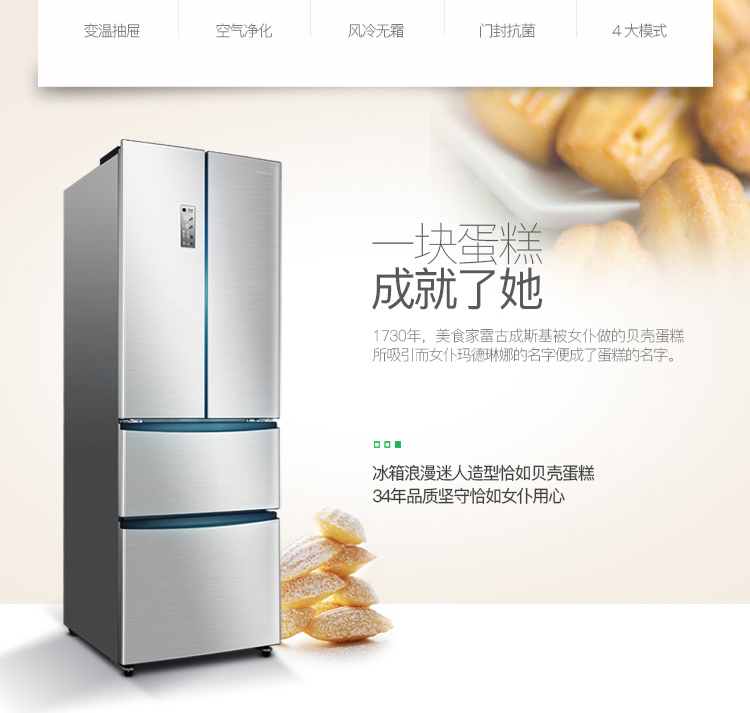 变温抽屉
空气净化
风冷无霜
门封抗菌
4 大模式
一块蛋糕
成就了她
1730年，美食家雷古成斯基被女仆做的贝壳蛋糕
所吸引而女仆玛德琳娜的名字便成了蛋糕的名字。
冰箱浪漫迷人造型恰如贝壳蛋糕
34年品质坚守恰如女仆用心